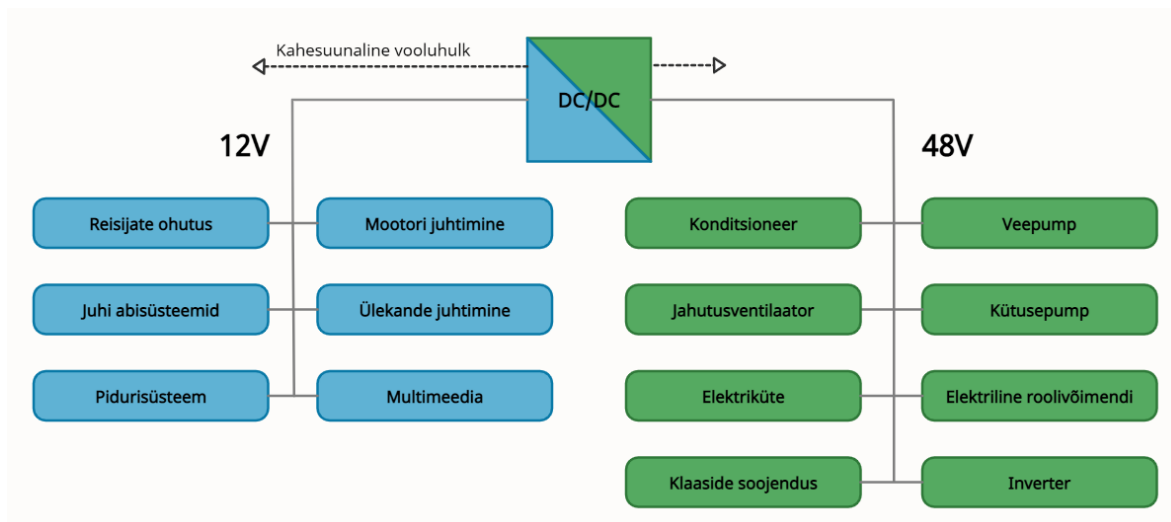 Kahesuunaline vooluhulk
DC/DC
12V
48V
Reisijate ohutus
Mootori juhtimine
Konditsioneer
Veepump
Juhi abisüsteemid
Ülekande juhtimine
Jahutusventilaator
Kütusepump
Pidurisüsteem
Multimeedia
Elektriküte
Elektriline roolivõimendi
Klaaside soojendus
Inverter